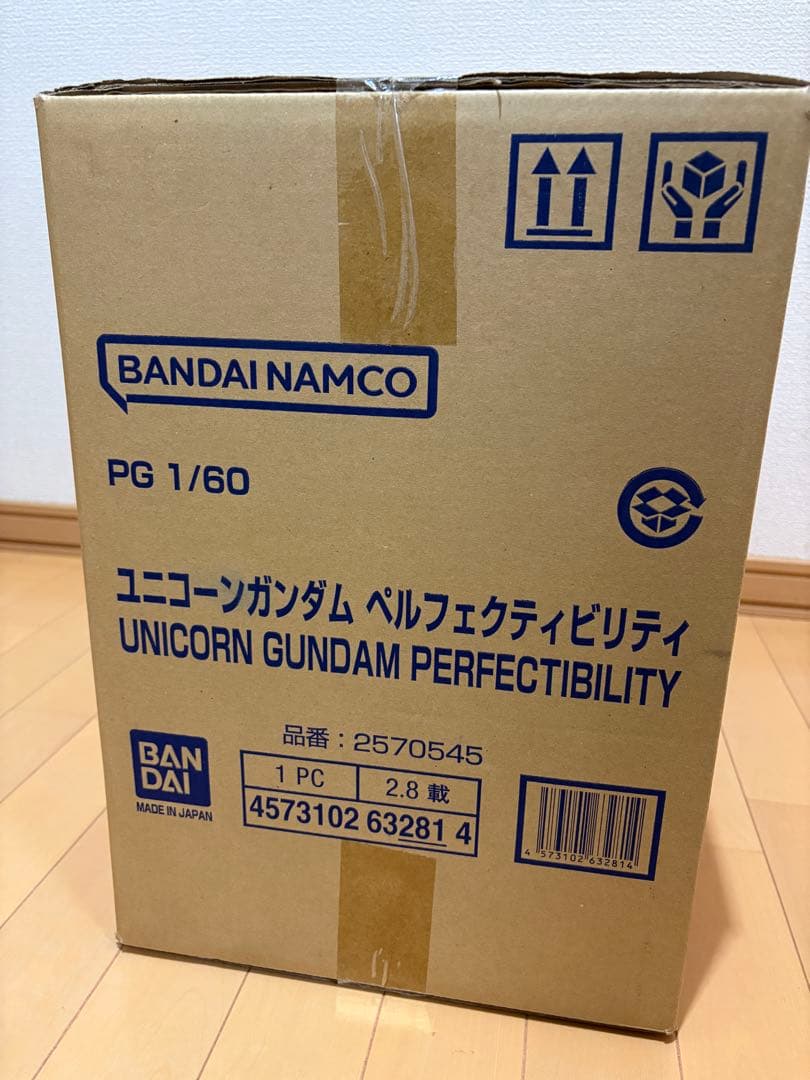 BANDAI NAMCO
PG 1/60
ユニコーンガンダム ペルフェクティビリティ
UNICORN GUNDAM PERFECTIBILITY
品番：2570545
BAN
DAI
MADE IN JAPAN
1 PC 2.8 載
4573102 63281 4
4 573102 632814